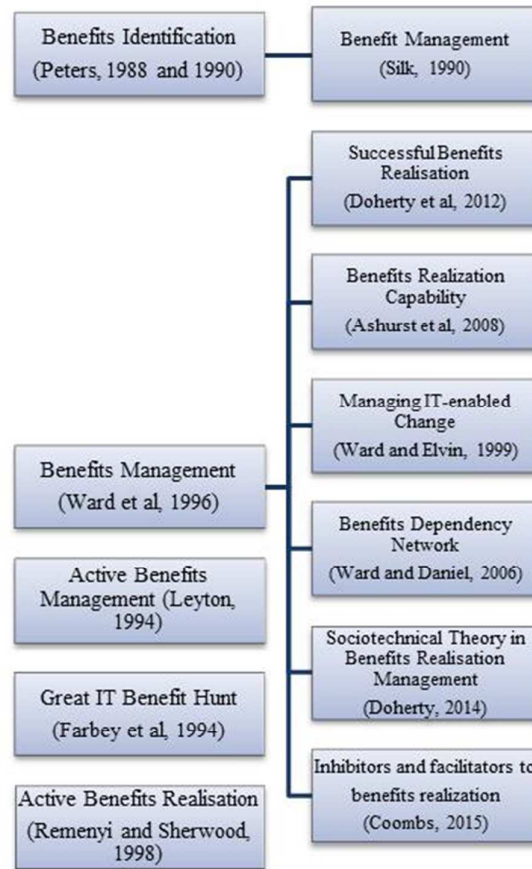 Benefits Identification
(Peters, 1988 and 1990)
Benefit Management
(Silk, 1990)
Successful Benefits
Realisation
(Doherty et al, 2012)
Benefits Realization
Capability
(Ashurst et al, 2008)
Managing IT-enabled
Change
(Ward and Elvin, 1999)
Benefits Management
(Ward et al, 1996)
Benefits Dependency
Network
(Ward and Daniel, 2006)
Active Benefits
Management (Leyton,
1994)
Sociotechnical Theory in
Benefits Realisation
Management
(Doherty, 2014)
Great IT Benefit Hunt
(Farbey et al, 1994)
Inhibitors and facilitators to
benefits realization
(Coombs, 2015)
Active Benefits Realisation
(Remenyi and Sherwood,
1998)